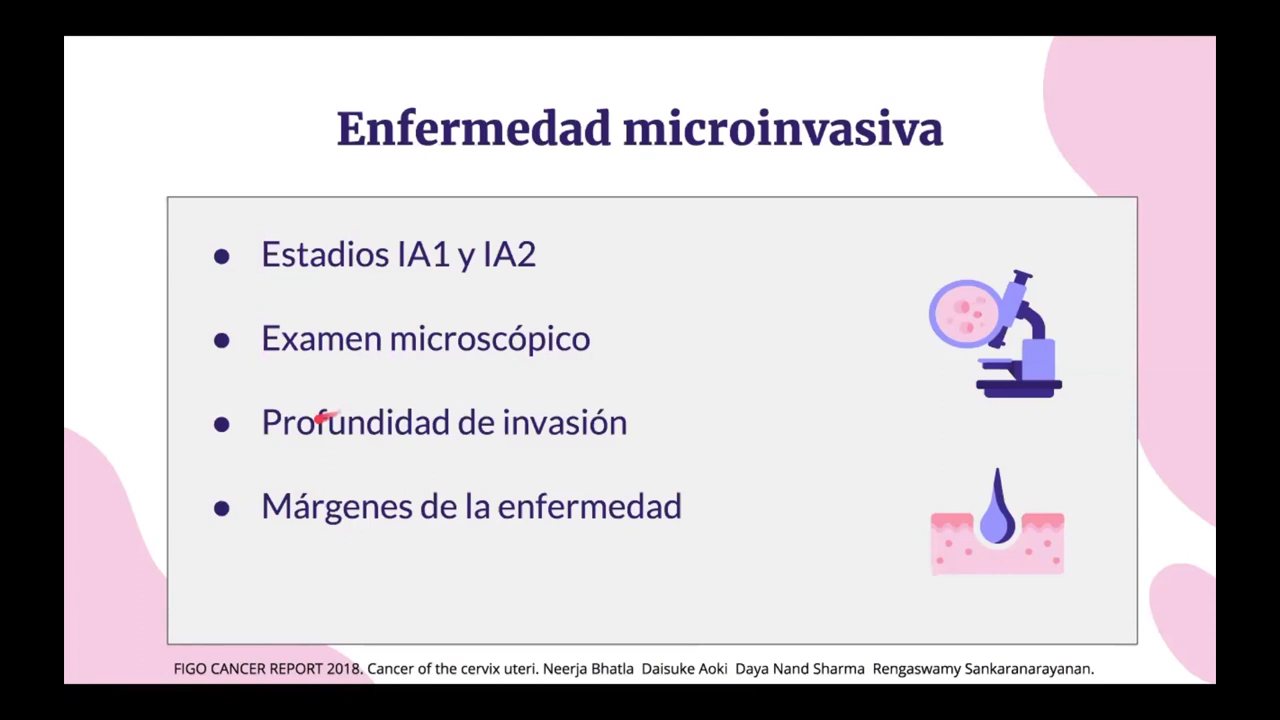 Enfermedad microinvasiva
● Estadios IA1 y IA2
● Examen microscópico
● Profundidad de invasión
● Márgenes de la enfermedad
FIGO CANCER REPORT 2018. Cancer of the cervix uteri. Neerja Bhatla Daisuke Aoki Daya Nand Sharma Rengaswamy Sankaranarayanan.